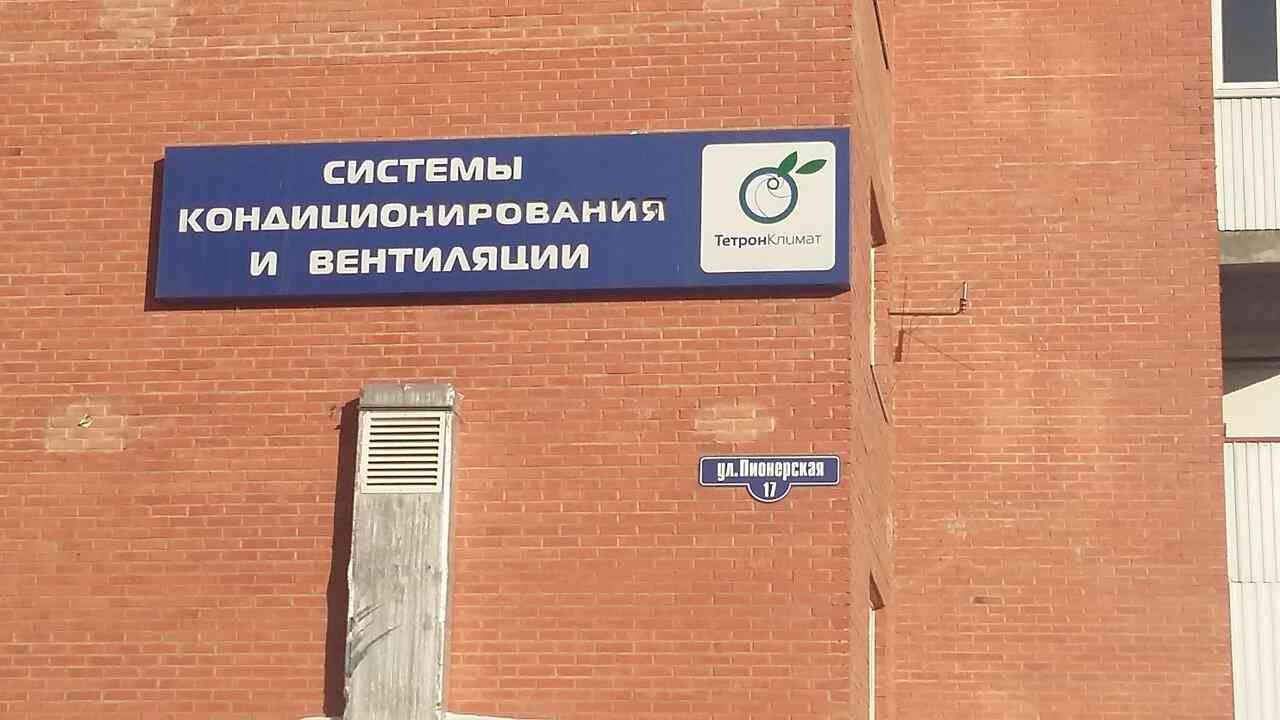 СИСТЕМЫ
КОНДИЦИОНИРОВАНИЯ
И ВЕНТИЛЯЦИИ
ТетронКлимат
ул.Пионерская
17